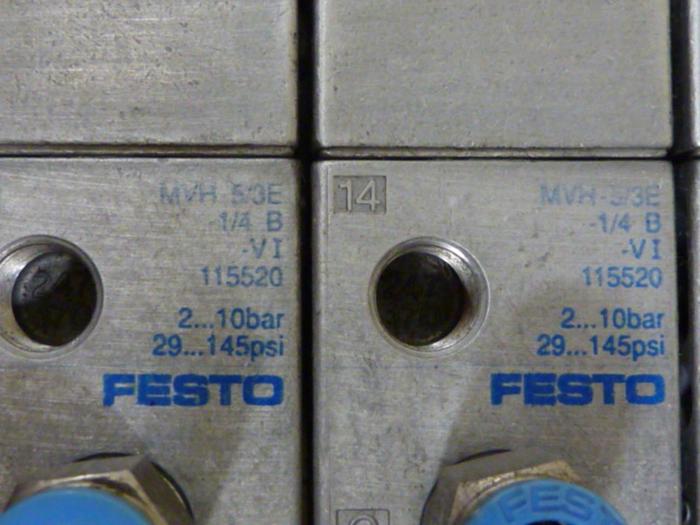 MVH-5/3E
-1/4 B
-VI
115520
2...10bar
29...145psi
FESTO
14
MVH-5/3E
-1/4 B
-VI
115520
2...10bar
29...145psi
FESTO
FESTO